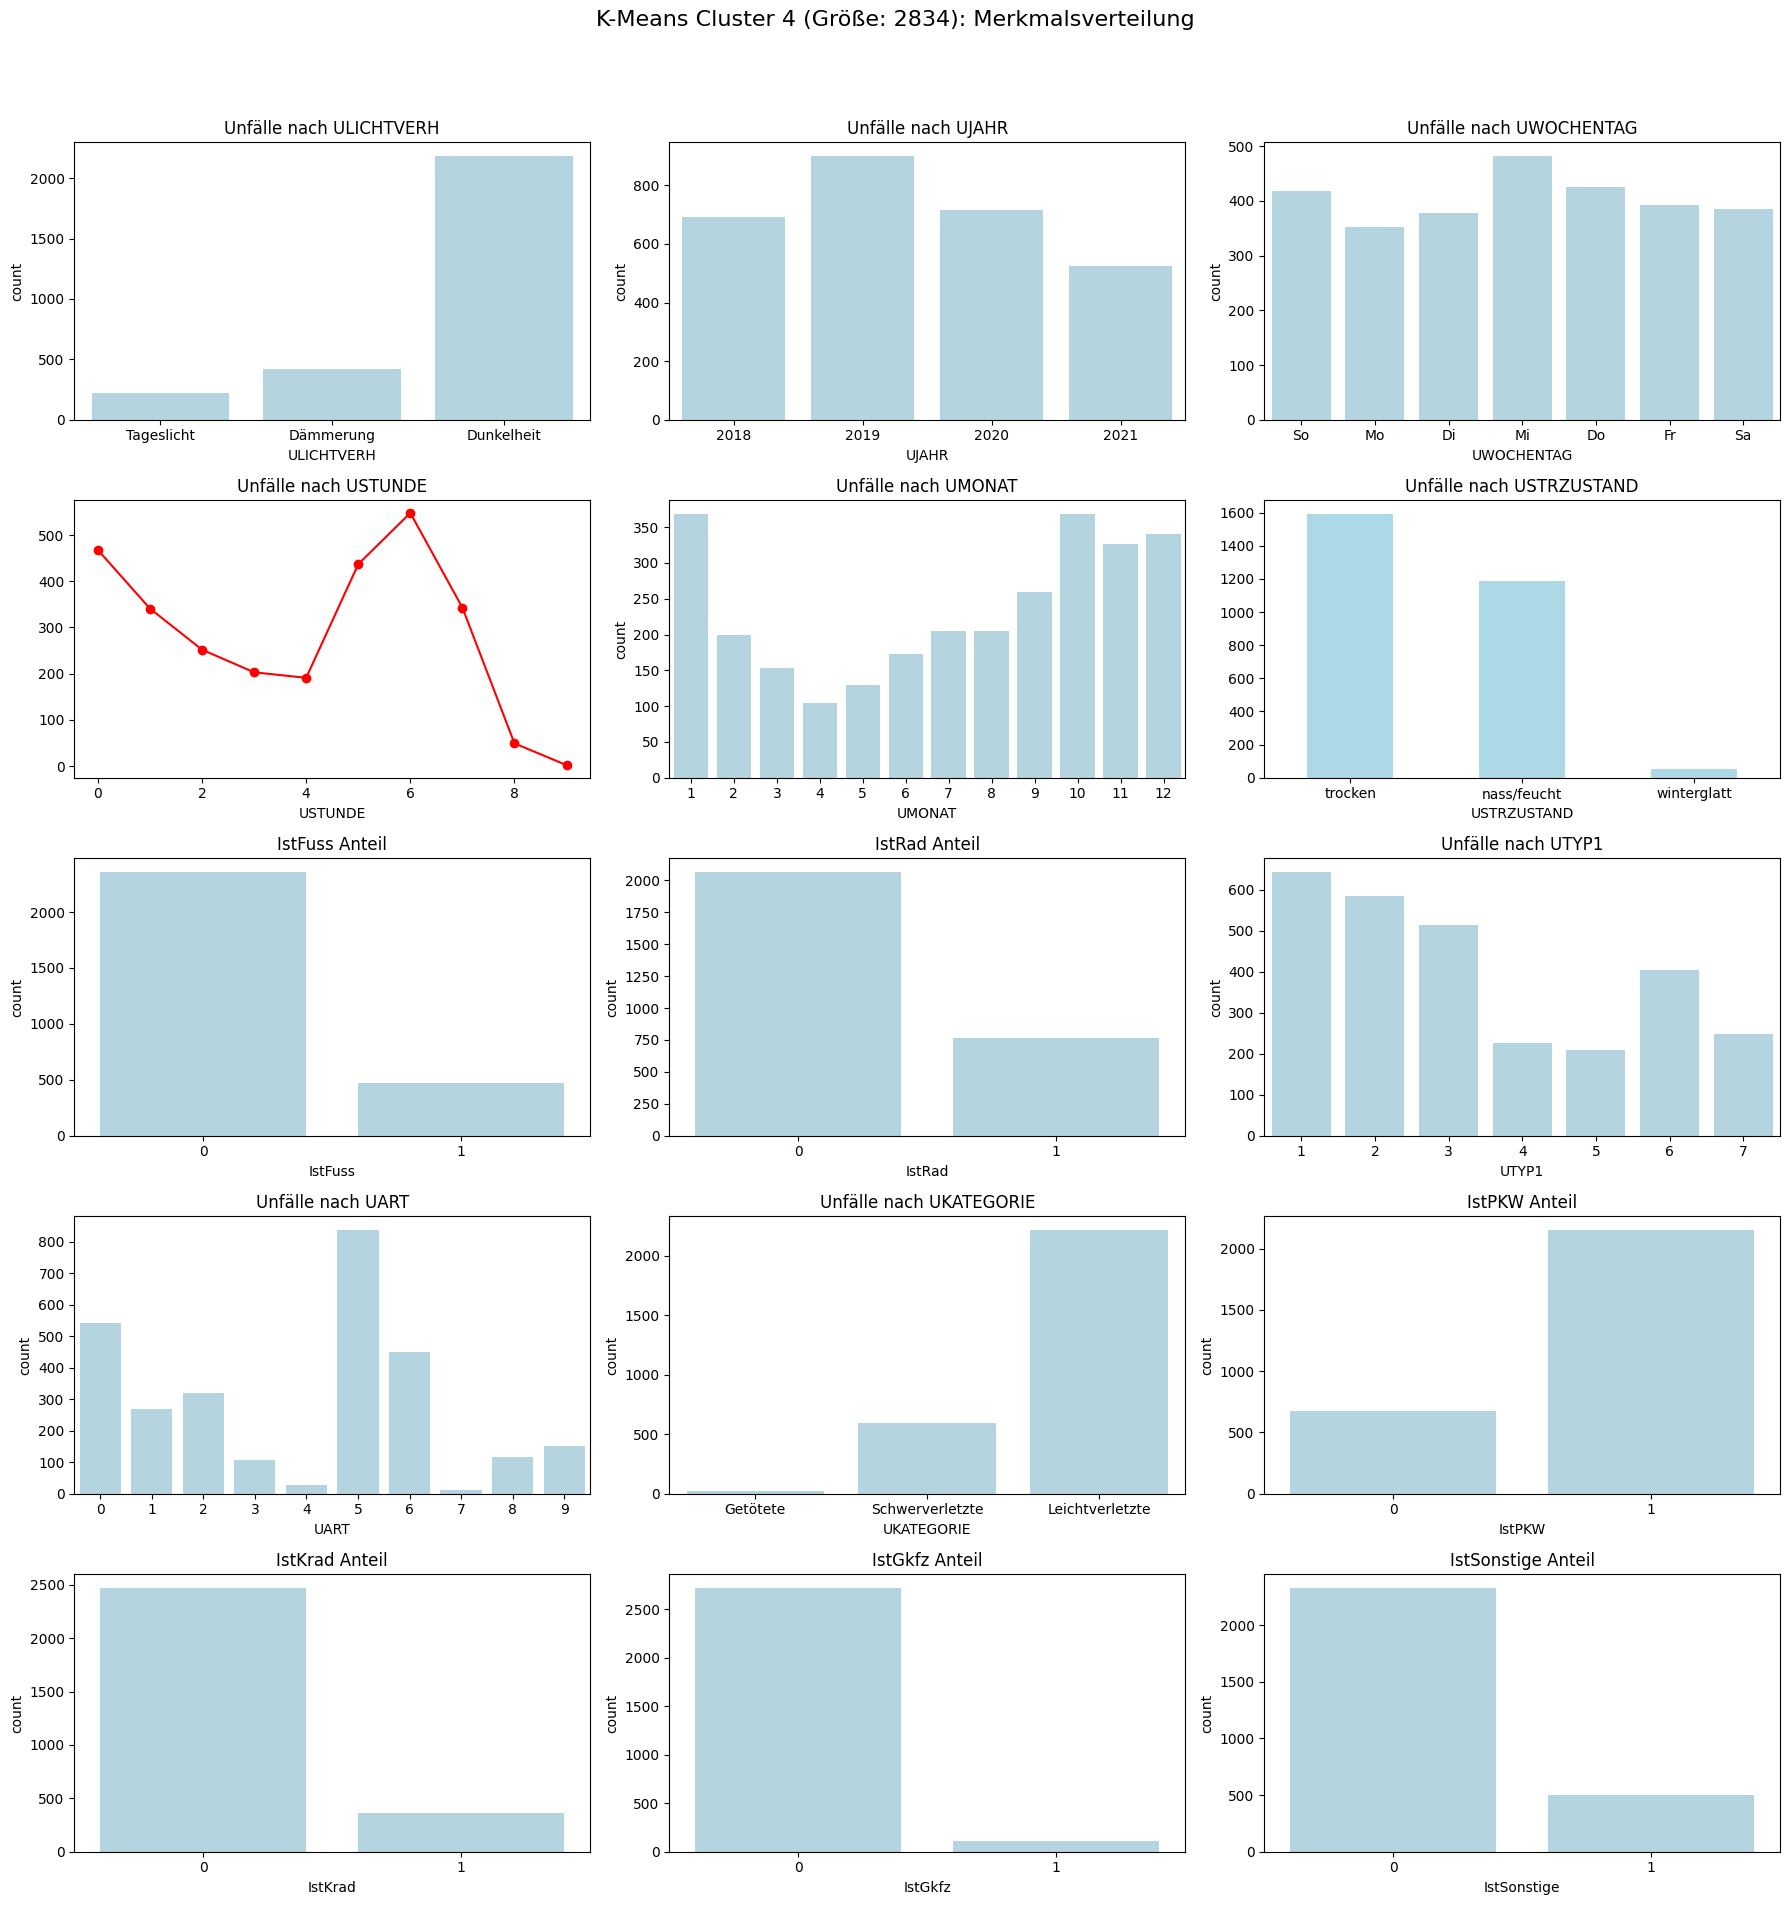 K-Means Cluster 4 (Größe: 2834): Merkmalsverteilung
Unfälle nach ULICHTVERH
count
2000
1500
1000
500
0
Tageslicht Dämmerung Dunkelheit
ULICHTVERH
Unfälle nach UJAHR
count
800
600
400
200
0
2018 2019 2020 2021
UJAHR
Unfälle nach UWOCHENTAG
count
500
400
300
200
100
0
So Mo Di Mi Do Fr Sa
UWOCHENTAG
Unfälle nach USTUNDE
500
400
300
200
100
0
0 2 4 6 8
USTUNDE
Unfälle nach UMONAT
count
350
300
250
200
150
100
50
0
1 2 3 4 5 6 7 8 9 10 11 12
UMONAT
Unfälle nach USTRZUSTAND
1600
1400
1200
1000
800
600
400
200
0
trocken nass/feucht winterglatt
USTRZUSTAND
IstFuss Anteil
count
2000
1500
1000
500
0
0 1
IstFuss
IstRad Anteil
count
2000
1750
1500
1250
1000
750
500
250
0
0 1
IstRad
Unfälle nach UTYP1
count
600
500
400
300
200
100
0
1 2 3 4 5 6 7
UTYP1
Unfälle nach UART
count
800
700
600
500
400
300
200
100
0
0 1 2 3 4 5 6 7 8 9
UART
Unfälle nach UKATEGORIE
count
2000
1500
1000
500
0
Getötete Schwerverletzte Leichtverletzte
UKATEGORIE
IstPKW Anteil
count
2000
1500
1000
500
0
0 1
IstPKW
IstKrad Anteil
count
2500
2000
1500
1000
500
0
0 1
IstKrad
IstGkfz Anteil
count
2500
2000
1500
1000
500
0
0 1
IstGkfz
IstSonstige Anteil
count
2000
1500
1000
500
0
0 1
IstSonstige